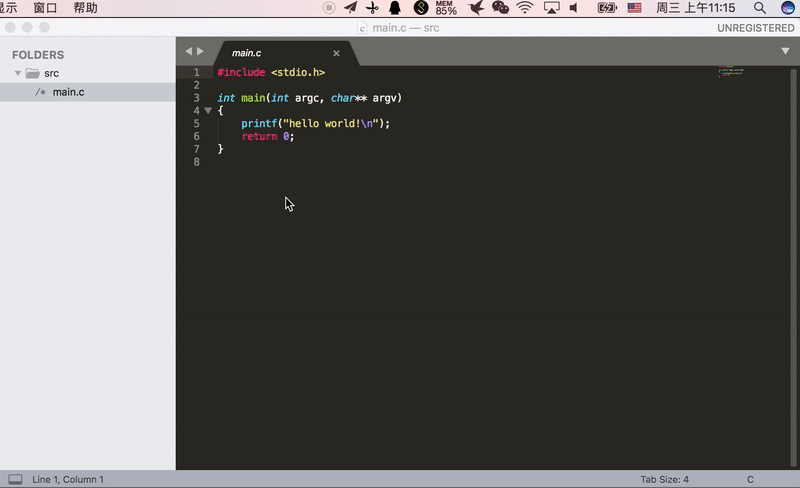 显示 窗口 帮助 MEM 85% 周三 上午11:15
main.c — src UNREGISTERED
FOLDERS
src
/* main.c
main.c
1 #include <stdio.h>
2
3 int main(int argc, char** argv)
4 {
5 printf("hello world!\n");
6 return 0;
7 }
8
Line 1, Column 1 Tab Size: 4 C